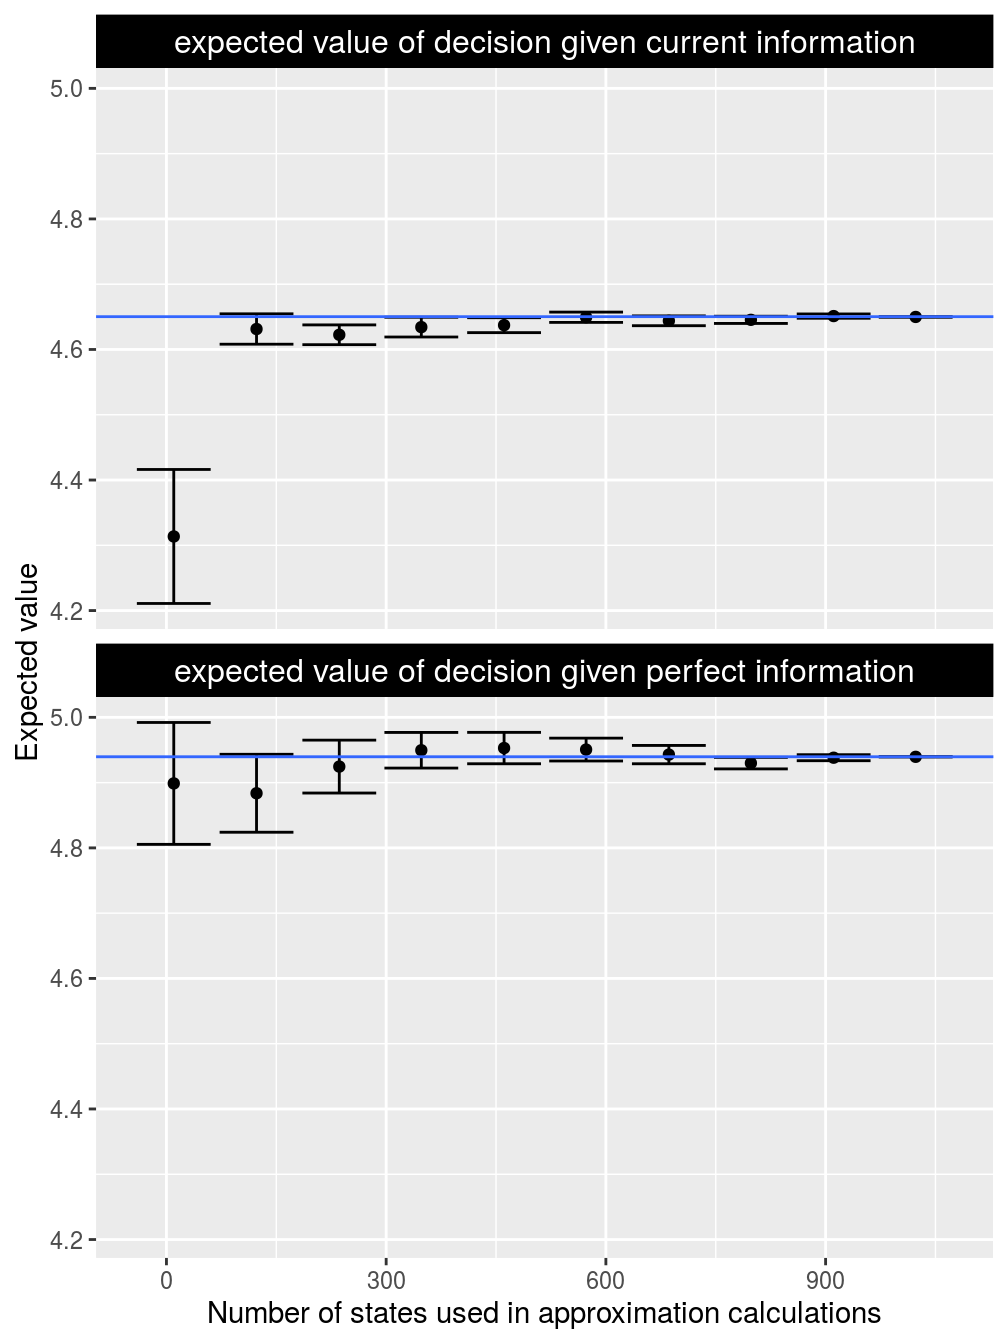 expected value of decision given current information
5.0
4.8
4.6
4.4
4.2
Expected value
expected value of decision given perfect information
5.0
4.8
4.6
4.4
4.2
0 300 600 900
Number of states used in approximation calculations